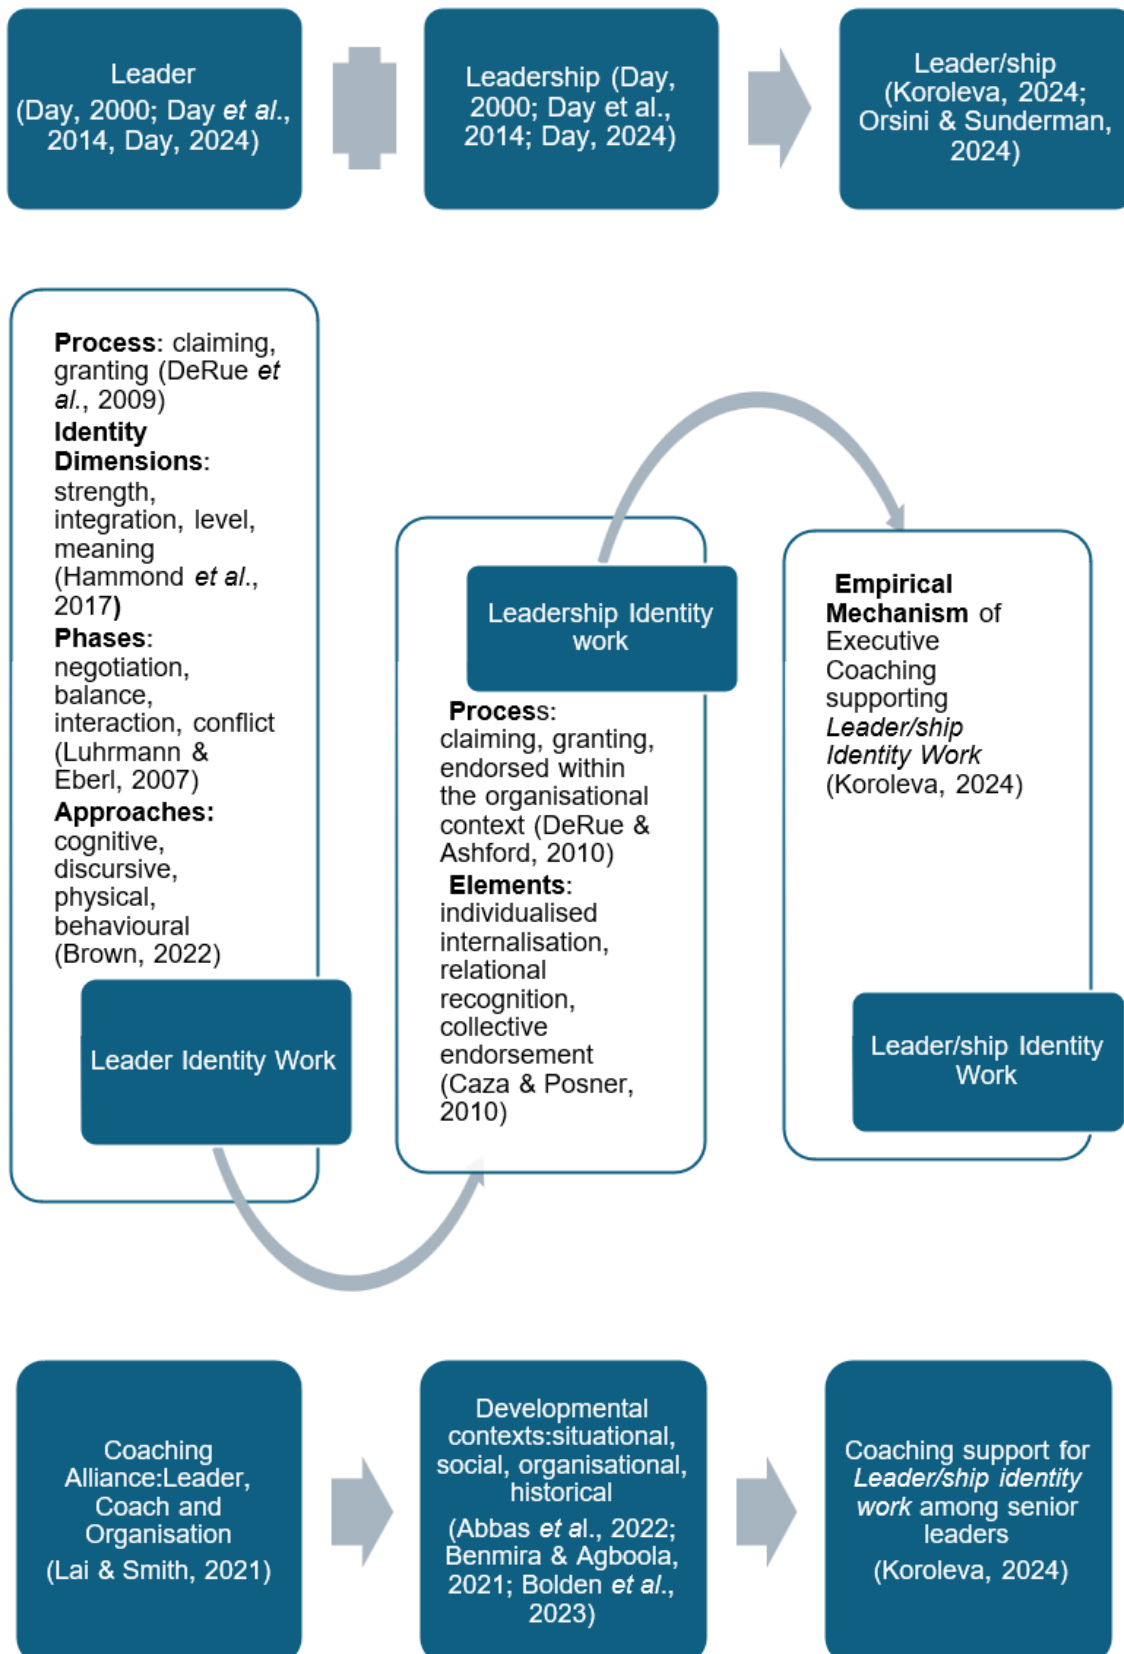 Leader
(Day, 2000; Day et al.,
2014, Day, 2024)
Leadership (Day,
2000; Day et al.,
2014; Day, 2024)
Leader/ship
(Koroleva, 2024;
Orsini & Sunderman,
2024)
Process: claiming,
granting (DeRue et
al., 2009)
Identity
Dimensions:
strength,
integration, level,
meaning
(Hammond et al.,
2017)
Phases:
negotiation,
balance,
interaction, conflict
(Luhrmann &
Eberl, 2007)
Approaches:
cognitive,
discursive,
physical,
behavioural
(Brown, 2022)
Leader Identity Work
Leadership Identity
work
Process:
claiming, granting,
endorsed within
the organisational
context (DeRue &
Ashford, 2010)
Elements:
individualised
internalisation,
relational
recognition,
collective
endorsement
(Caza & Posner,
2010)
Empirical
Mechanism of
Executive
Coaching
supporting
Leader/ship
Identity Work
(Koroleva, 2024)
Leader/ship Identity
Work
Coaching
Alliance:Leader,
Coach and
Organisation
(Lai & Smith, 2021)
Developmental
contexts:situational,
social, organisational,
historical
(Abbas et al., 2022;
Benmira & Agboola,
2021; Bolden et al.,
2023)
Coaching support for
Leader/ship identity
work among senior
leaders
(Koroleva, 2024)